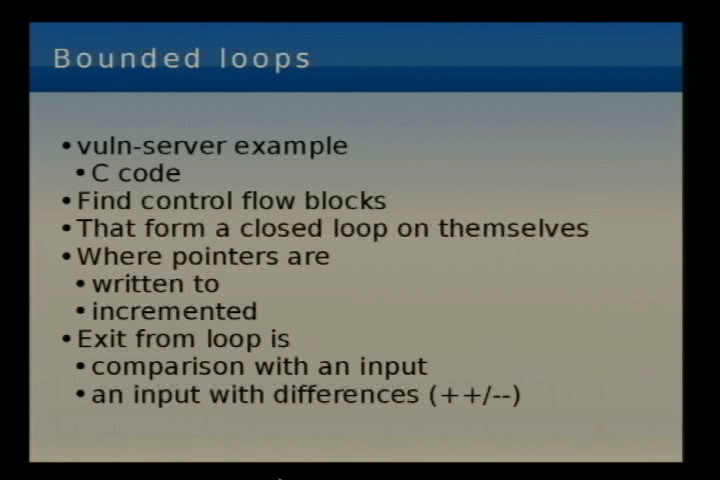 Bounded loops
•vuln-server example
•C code
•Find control flow blocks
•That form a closed loop on themselves
•Where pointers are
•written to
•incremented
•Exit from loop is
•comparison with an input
•an input with differences (++/--)